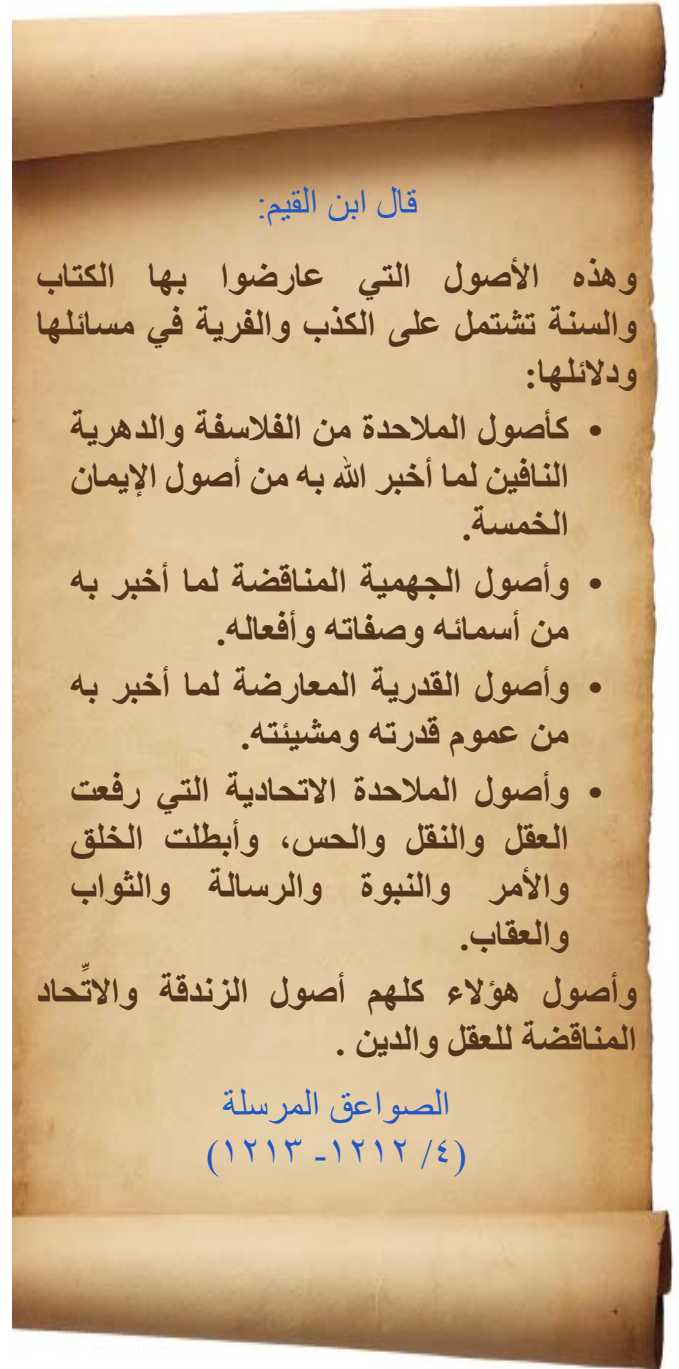 قال ابن القيم:
وهذه الأصول التي عارضوا بها الكتاب
والسنة تشتمل على الكذب والفرية في مسائلها
ودلائلها:
• كأصول الملاحدة من الفلاسفة والدهرية
النافين لما أخبر الله به من أصول الإيمان
الخمسة.
• وأصول الجهمية المناقضة لما أخبر به
من أسمائه وصفاته وأفعاله.
• وأصول القدرية المعارضة لما أخبر به
من عموم قدرته ومشيئته.
• وأصول الملاحدة الاتحادية التي رفعت
العقل والنقل والحس، وأبطلت الخلق
والأمر والنبوة والرسالة والثواب
والعقاب.
وأصول هؤلاء كلهم أصول الزندقة والاتِّحاد
المناقضة للعقل والدين .
الصواعق المرسلة
(٤/ ١٢١٢- ١٢١٣)